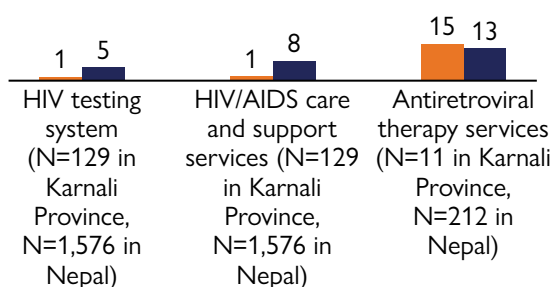 1 5
1 8
15 13
HIV testing
system
(N=129 in
Karnali
Province,
N=1,576 in
Nepal)
HIV/AIDS care
and support
services (N=129
in Karnali
Province,
N=1,576 in
Nepal)
Antiretroviral
therapy services
(N=11 in Karnali
Province,
N=212 in
Nepal)